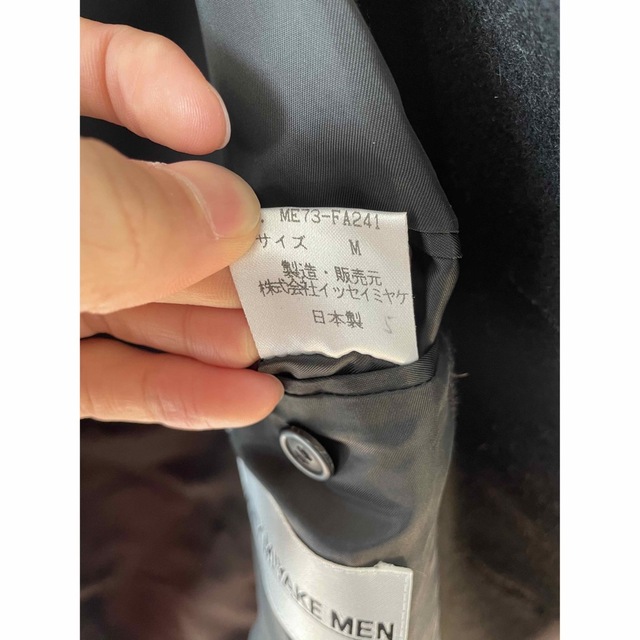 . ME73-FA241
サイズ M
製造・販売元
株式会社イッセイミヤケ
日本製
MIYAKE MEN